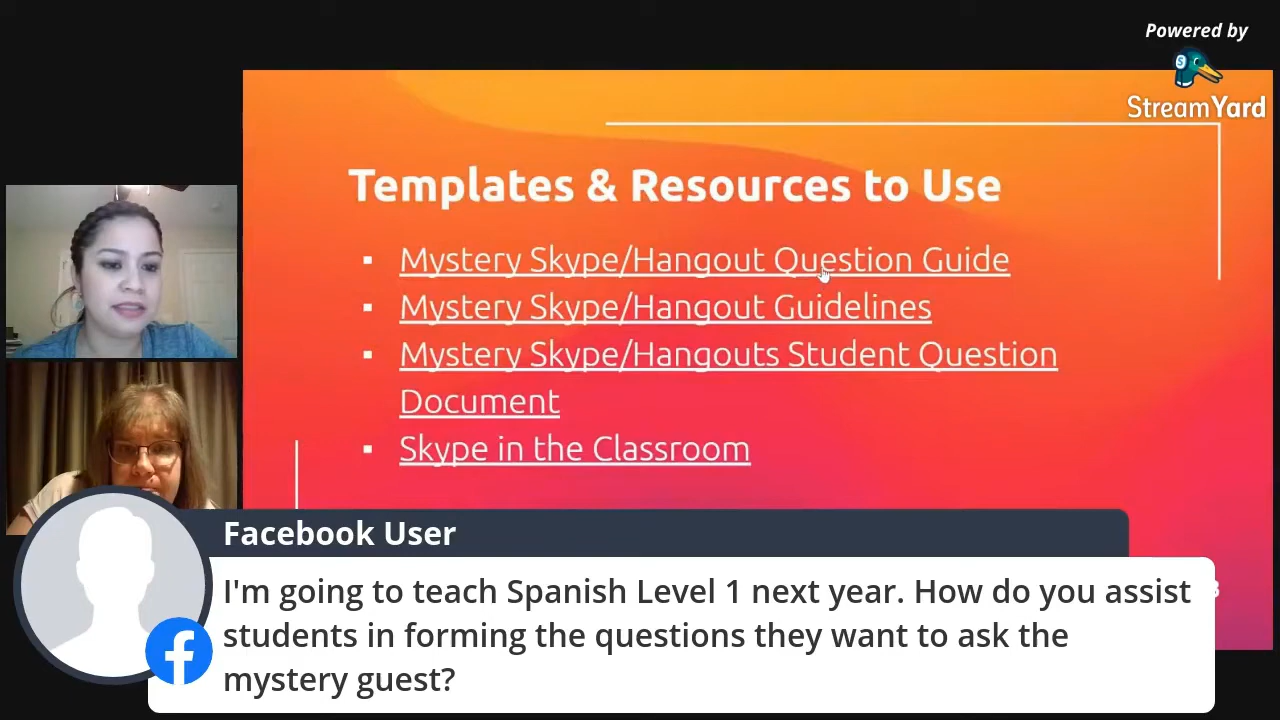 Powered by
StreamYard
Templates & Resources to Use
▪ Mystery Skype/Hangout Question Guide
▪ Mystery Skype/Hangout Guidelines
▪ Mystery Skype/Hangouts Student Question
Document
▪ Skype in the Classroom
Facebook User
I'm going to teach Spanish Level 1 next year. How do you assist
students in forming the questions they want to ask the
mystery guest?